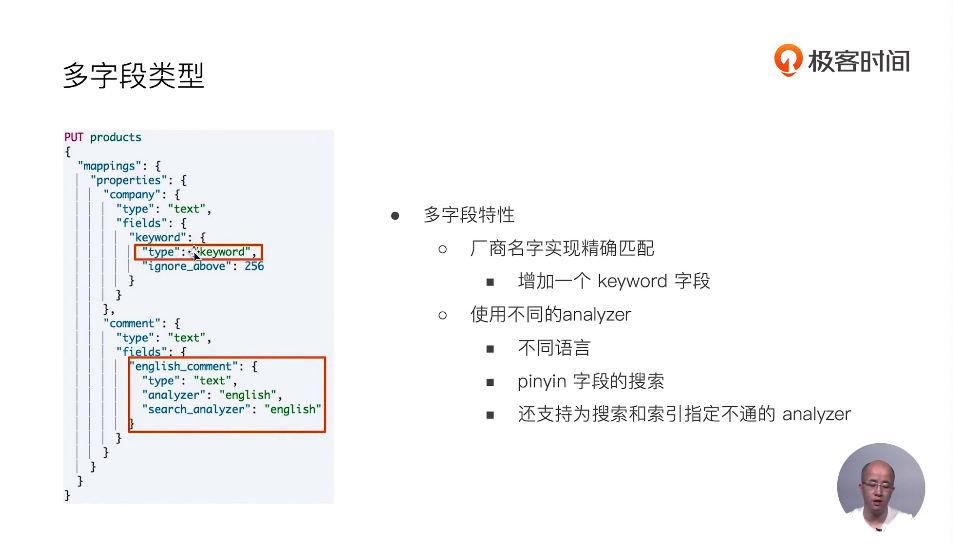 多字段类型
极客时间
PUT products
{
"mappings": {
"properties": {
"company": {
"type": "text",
"fields": {
"keyword": {
"type": "keyword",
"ignore_above": 256
}
}
},
"comment": {
"type": "text",
"fields": {
"english_comment": {
"type": "text",
"analyzer": "english",
"search_analyzer": "english"
}
}
}
}
}
}
● 多字段特性
○ 厂商名字实现精确匹配
■ 增加一个 keyword 字段
○ 使用不同的analyzer
■ 不同语言
■ pinyin 字段的搜索
■ 还支持为搜索和索引指定不通的 analyzer